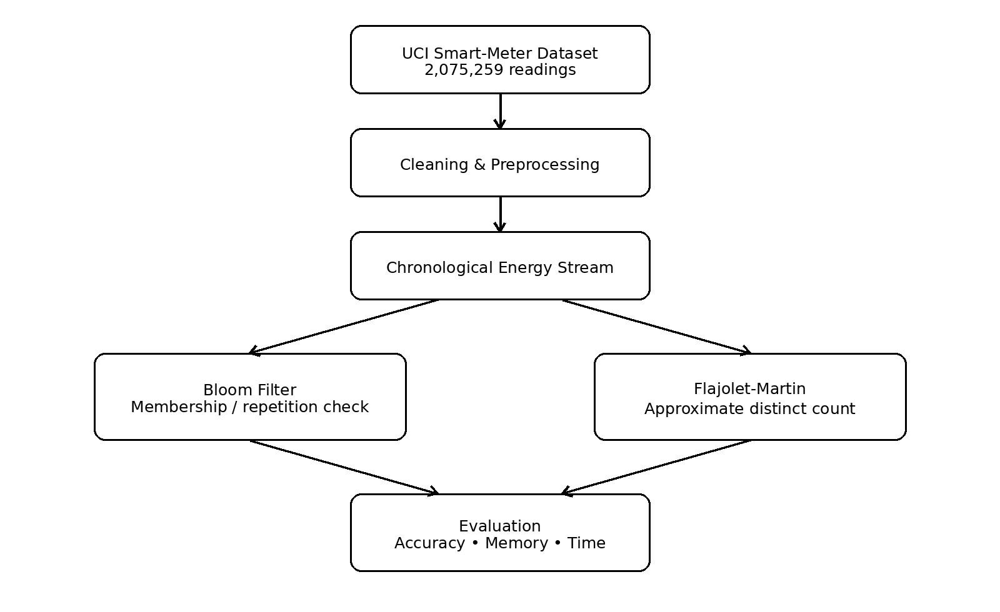 UCI Smart-Meter Dataset
2,075,259 readings
Cleaning & Preprocessing
Chronological Energy Stream
Bloom Filter
Membership / repetition check
Flajolet-Martin
Approximate distinct count
Evaluation
Accuracy • Memory • Time